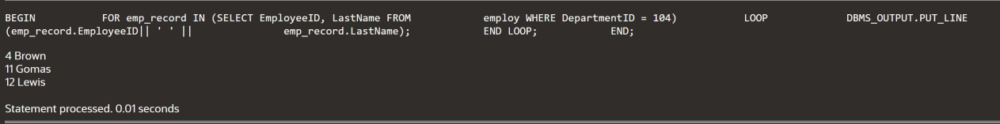 BEGIN FOR emp_record IN (SELECT EmployeeID, LastName FROM employ WHERE DepartmentID = 104) LOOP DBMS_OUTPUT.PUT_LINE
(emp_record.EmployeeID|| ' ' || emp_record.LastName); END LOOP; END;
4 Brown
11 Gomas
12 Lewis
Statement processed. 0.01 seconds